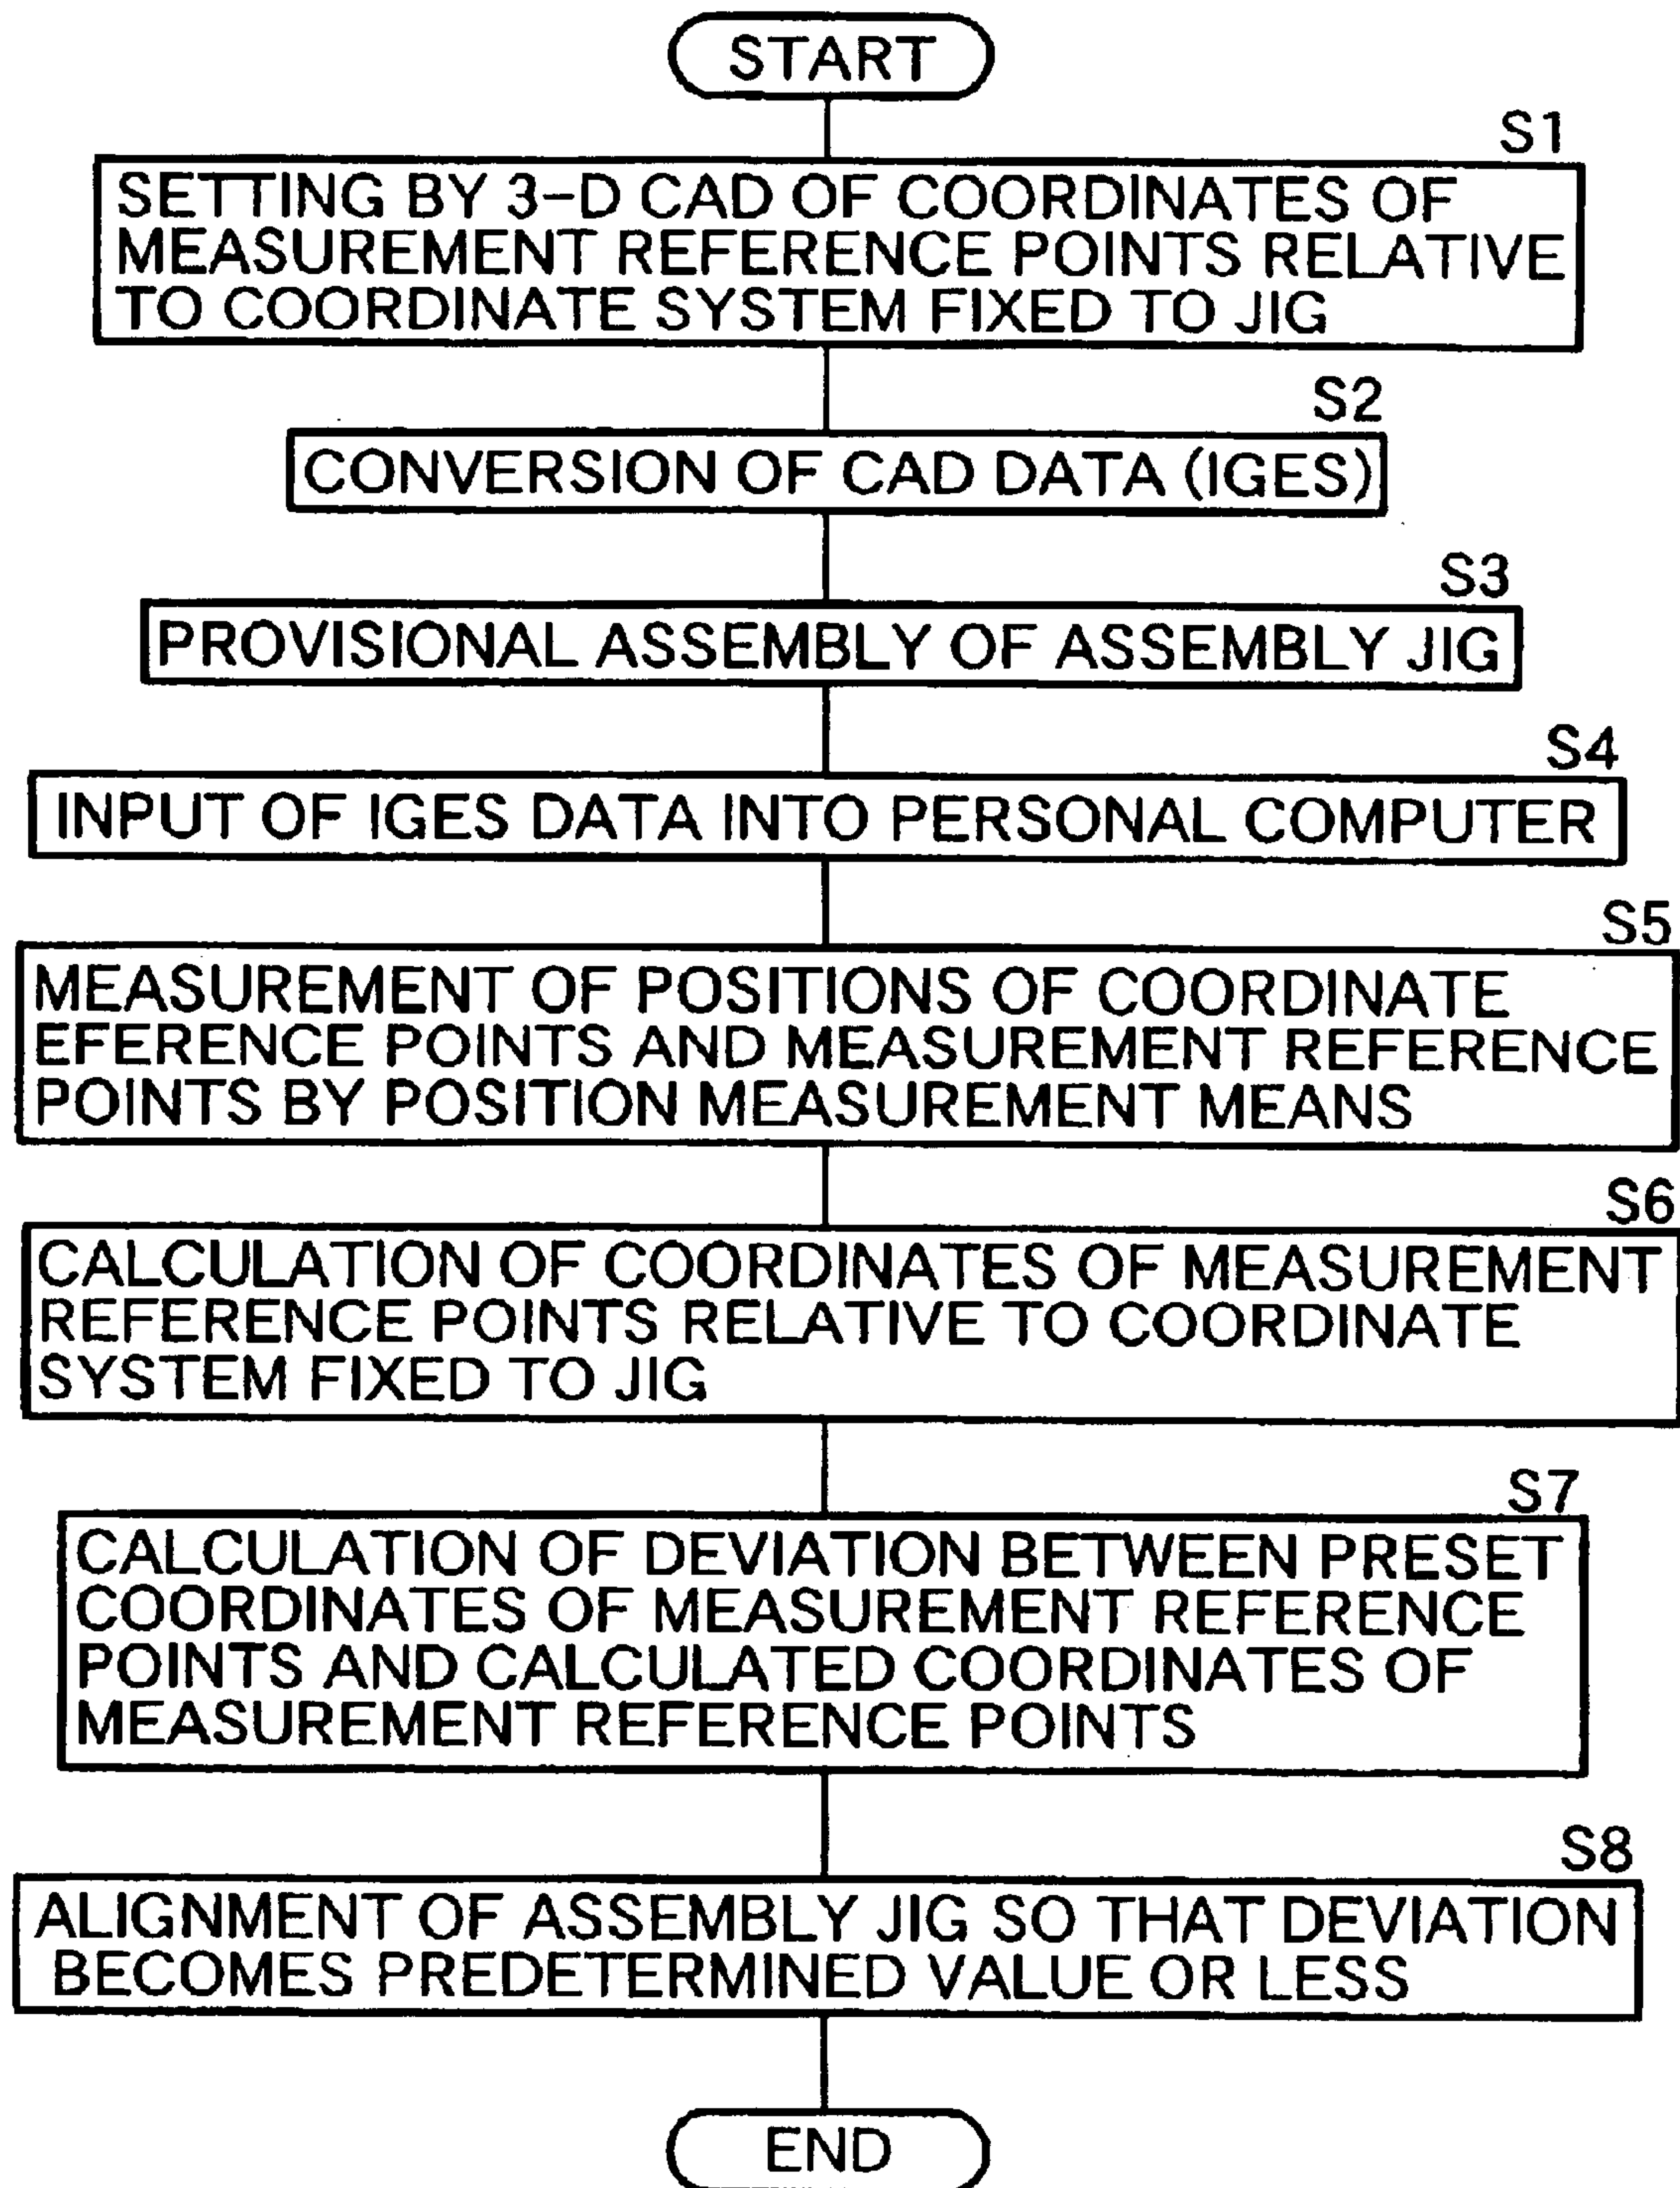 START
S1
SETTING BY 3-D CAD OF COORDINATES OF
MEASUREMENT REFERENCE POINTS RELATIVE
TO COORDINATE SYSTEM FIXED TO JIG
S2
CONVERSION OF CAD DATA (IGES)
S3
PROVISIONAL ASSEMBLY OF ASSEMBLY JIG
S4
INPUT OF IGES DATA INTO PERSONAL COMPUTER
S5
MEASUREMENT OF POSITIONS OF COORDINATE
EFERENCE POINTS AND MEASUREMENT REFERENCE
POINTS BY POSITION MEASUREMENT MEANS
S6
CALCULATION OF COORDINATES OF MEASUREMENT
REFERENCE POINTS RELATIVE TO COORDINATE
SYSTEM FIXED TO JIG
S7
CALCULATION OF DEVIATION BETWEEN PRESET
COORDINATES OF MEASUREMENT REFERENCE
POINTS AND CALCULATED COORDINATES OF
MEASUREMENT REFERENCE POINTS
S8
ALIGNMENT OF ASSEMBLY JIG SO THAT DEVIATION
BECOMES PREDETERMINED VALUE OR LESS
END